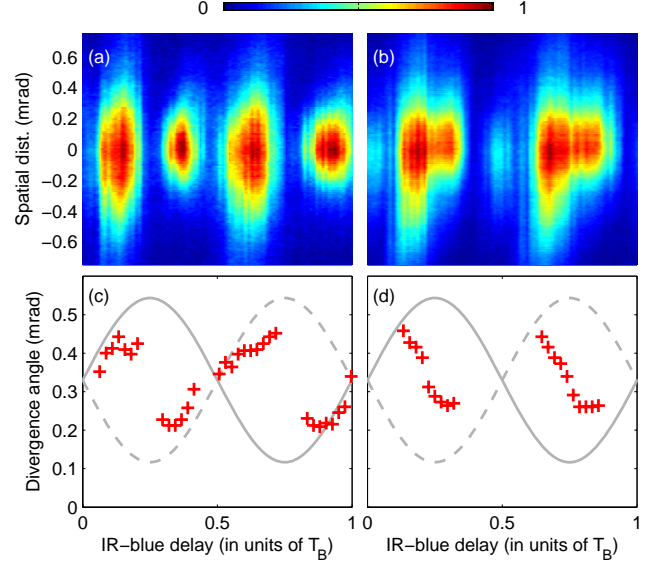 0 1
(a) (b)
Spatial dist. (mrad)
0.6
0.4
0.2
0
-0.2
-0.4
-0.6
(c) (d)
Divergence angle (mrad)
0.5
0.4
0.3
0.2
0.1
0
0 0.5 1 0.5 1
IR-blue delay (in units of T_B) IR-blue delay (in units of T_B)